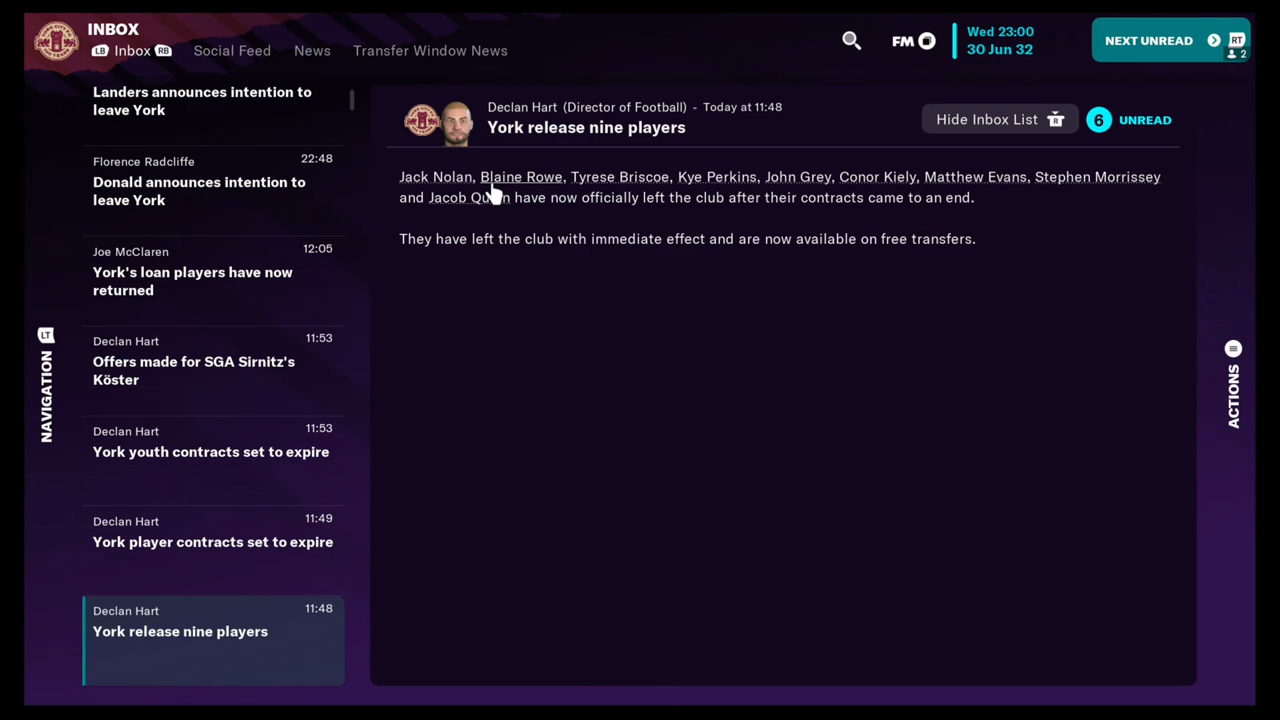 INBOX
LB Inbox RB Social Feed News Transfer Window News
FM
Wed 23:00
30 Jun 32
NEXT UNREAD RT
2
Landers announces intention to
leave York
Florence Radcliffe 22:48
Donald announces intention to
leave York
Joe McClaren 12:05
York's loan players have now
returned
Declan Hart 11:53
Offers made for SGA Sirnitz's
Köster
Declan Hart 11:53
York youth contracts set to expire
Declan Hart 11:49
York player contracts set to expire
Declan Hart 11:48
York release nine players
LT
NAVIGATION
Declan Hart (Director of Football) - Today at 11:48
York release nine players
Hide Inbox List R
6 UNREAD
Jack Nolan, Blaine Rowe, Tyrese Briscoe, Kye Perkins, John Grey, Conor Kiely, Matthew Evans, Stephen Morrissey
and Jacob have now officially left the club after their contracts came to an end.
They have left the club with immediate effect and are now available on free transfers.
ACTIONS